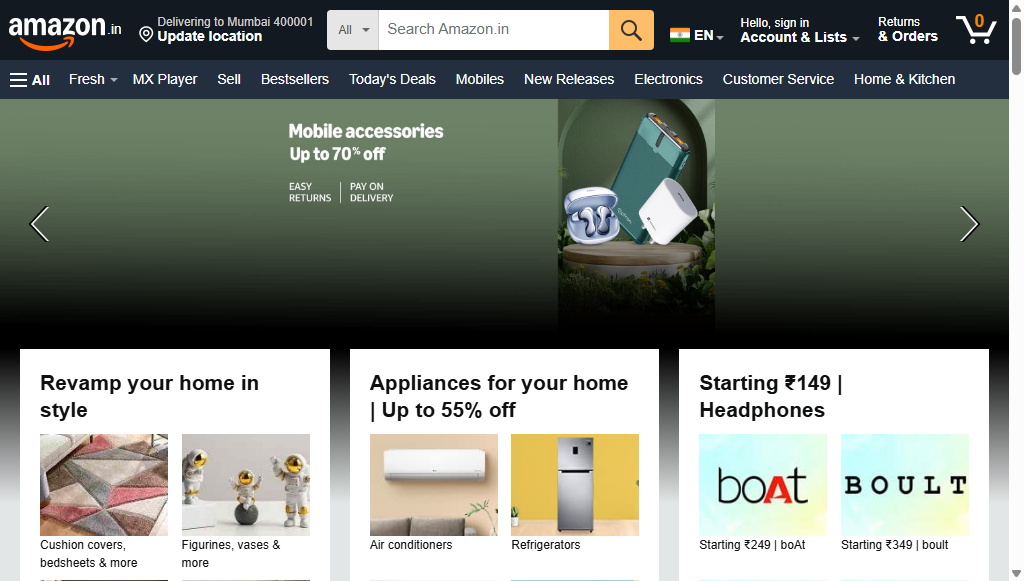 amazon.in
Delivering to Mumbai 400001
Update location
All
Search Amazon.in
EN
Hello, sign in
Account & Lists
Returns
& Orders
0
All
Fresh
MX Player
Sell
Bestsellers
Today's Deals
Mobiles
New Releases
Electronics
Customer Service
Home & Kitchen
Mobile accessories
Up to 70% off
EASY
RETURNS
PAY ON
DELIVERY
Revamp your home in
style
Cushion covers,
bedsheets & more
Figurines, vases &
more
Appliances for your home
| Up to 55% off
Air conditioners
Refrigerators
Starting ₹149 |
Headphones
boAt
BOULT
Starting ₹249 | boAt
Starting ₹349 | boult